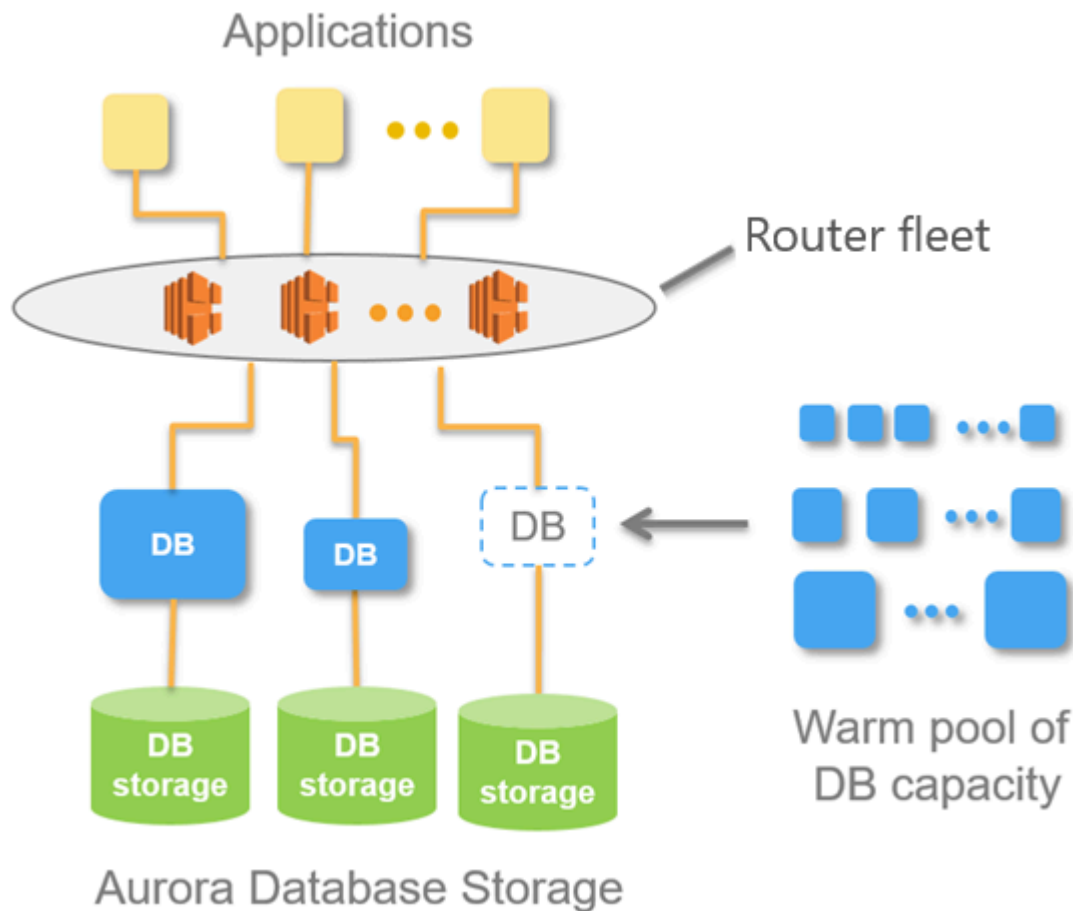 Applications
Router fleet
DB
DB
DB
DB
storage
DB
storage
DB
storage
Warm pool of
DB capacity
Aurora Database Storage